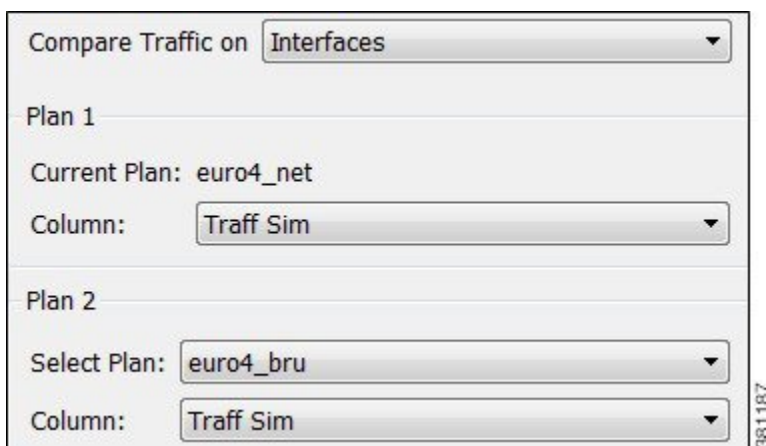 Compare Traffic on Interfaces
Plan 1
Current Plan: euro4_net
Column: Traff Sim
Plan 2
Select Plan: euro4_bru
Column: Traff Sim
381187